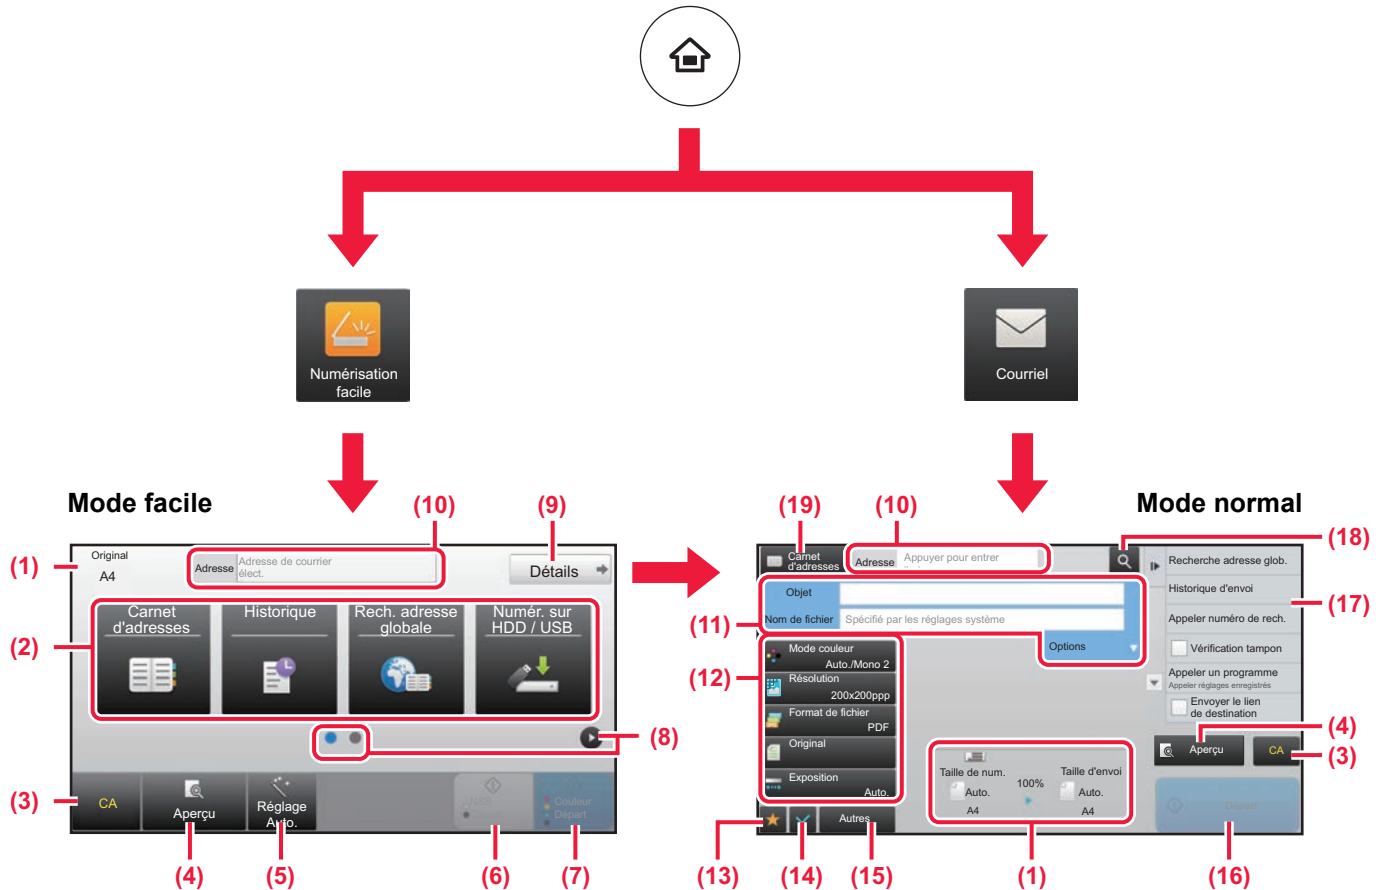 Numérisation
facile
Courriel
Mode facile
(10)
(9)
(1)
Original
A4
Adresse
Adresse de courrier
élect.
Détails
(2)
Carnet
d'adresses
Historique
Rech. adresse
globale
Numér. sur
HDD / USB
(8)
(3)
CA
Aperçu
Réglage
Auto.
N&B
Départ
Couleur
Départ
(4)
(5)
(6)
(7)
Mode normal
(19)
(10)
(18)
Carnet
d'adresses
Adresse
Appuyer pour entrer
Recherche adresse glob.
Historique d'envoi
Appeler numéro de rech.
Vérification tampon
Appeler un programme
Appeler réglages enregistrés
Envoyer le lien
de destination
(17)
Objet
Nom de fichier
Spécifié par les réglages système
Options
(11)
(12)
Mode couleur
Auto./Mono 2
Résolution
200x200ppp
Format de fichier
PDF
Original
Exposition
Auto.
Taille de num.
Auto.
A4
100%
Taille d'envoi
Auto.
A4
Aperçu
CA
(4)
(3)
Autres
Départ
(13)
(14)
(15)
(1)
(16)